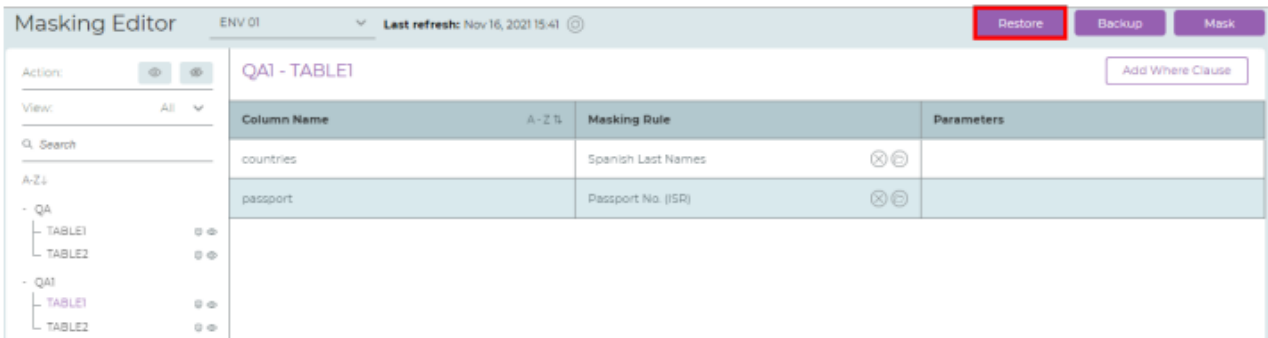 Masking Editor ENV 01 Last refresh: Nov 16, 2021 15:41 Restore Backup Mask
Action:
View: All
Search
A-Z↓
- QA
TABLE1
TABLE2
- QA1
TABLE1
TABLE2
QA1 - TABLE1 Add Where Clause
Column Name A-Z Masking Rule Parameters
countries Spanish Last Names
passport Passport No. (ISR)